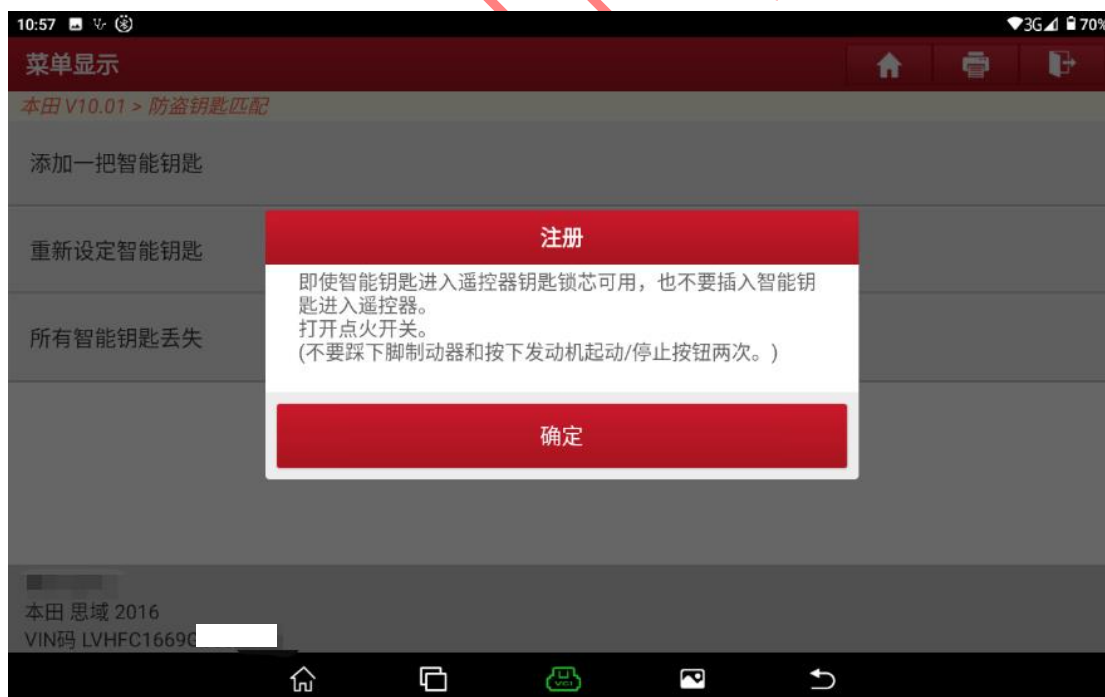 10:57
3G 70%
菜单显示
本田 V10.01 > 防盗钥匙匹配
添加一把智能钥匙
重新设定智能钥匙
所有智能钥匙丢失
注册
即使智能钥匙进入遥控器钥匙锁芯可用，也不要插入智能钥
匙进入遥控器。
打开点火开关。
(不要踩下脚制动器和按下发动机起动/停止按钮两次。)
确定
本田 思域 2016
VIN码 LVHFC1669G
VCI